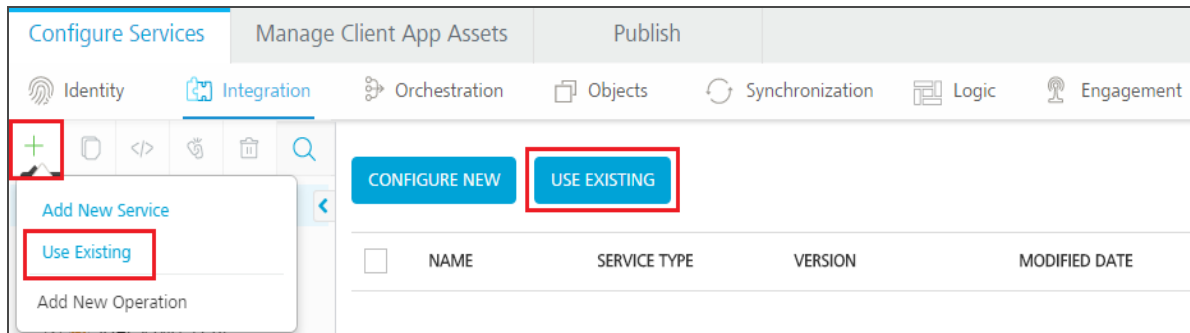 Configure Services Manage Client App Assets Publish
Identity Integration Orchestration Objects Synchronization Logic Engagement
CONFIGURE NEW USE EXISTING
Add New Service
Use Existing
NAME SERVICE TYPE VERSION MODIFIED DATE
Add New Operation